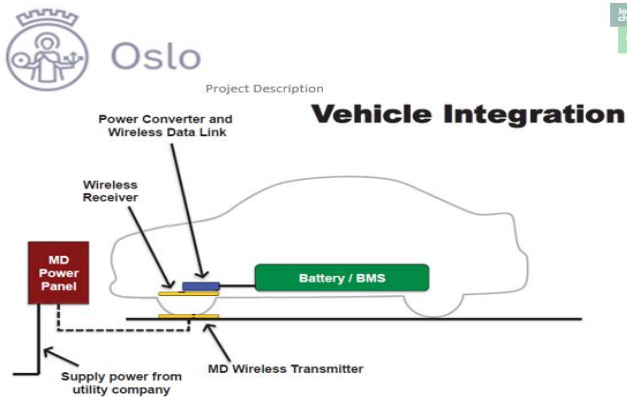 Oslo
Project Description
Vehicle Integration
Power Converter and
Wireless Data Link
Wireless
Receiver
MD
Power
Panel
Battery / BMS
MD Wireless Transmitter
Supply power from
utility company